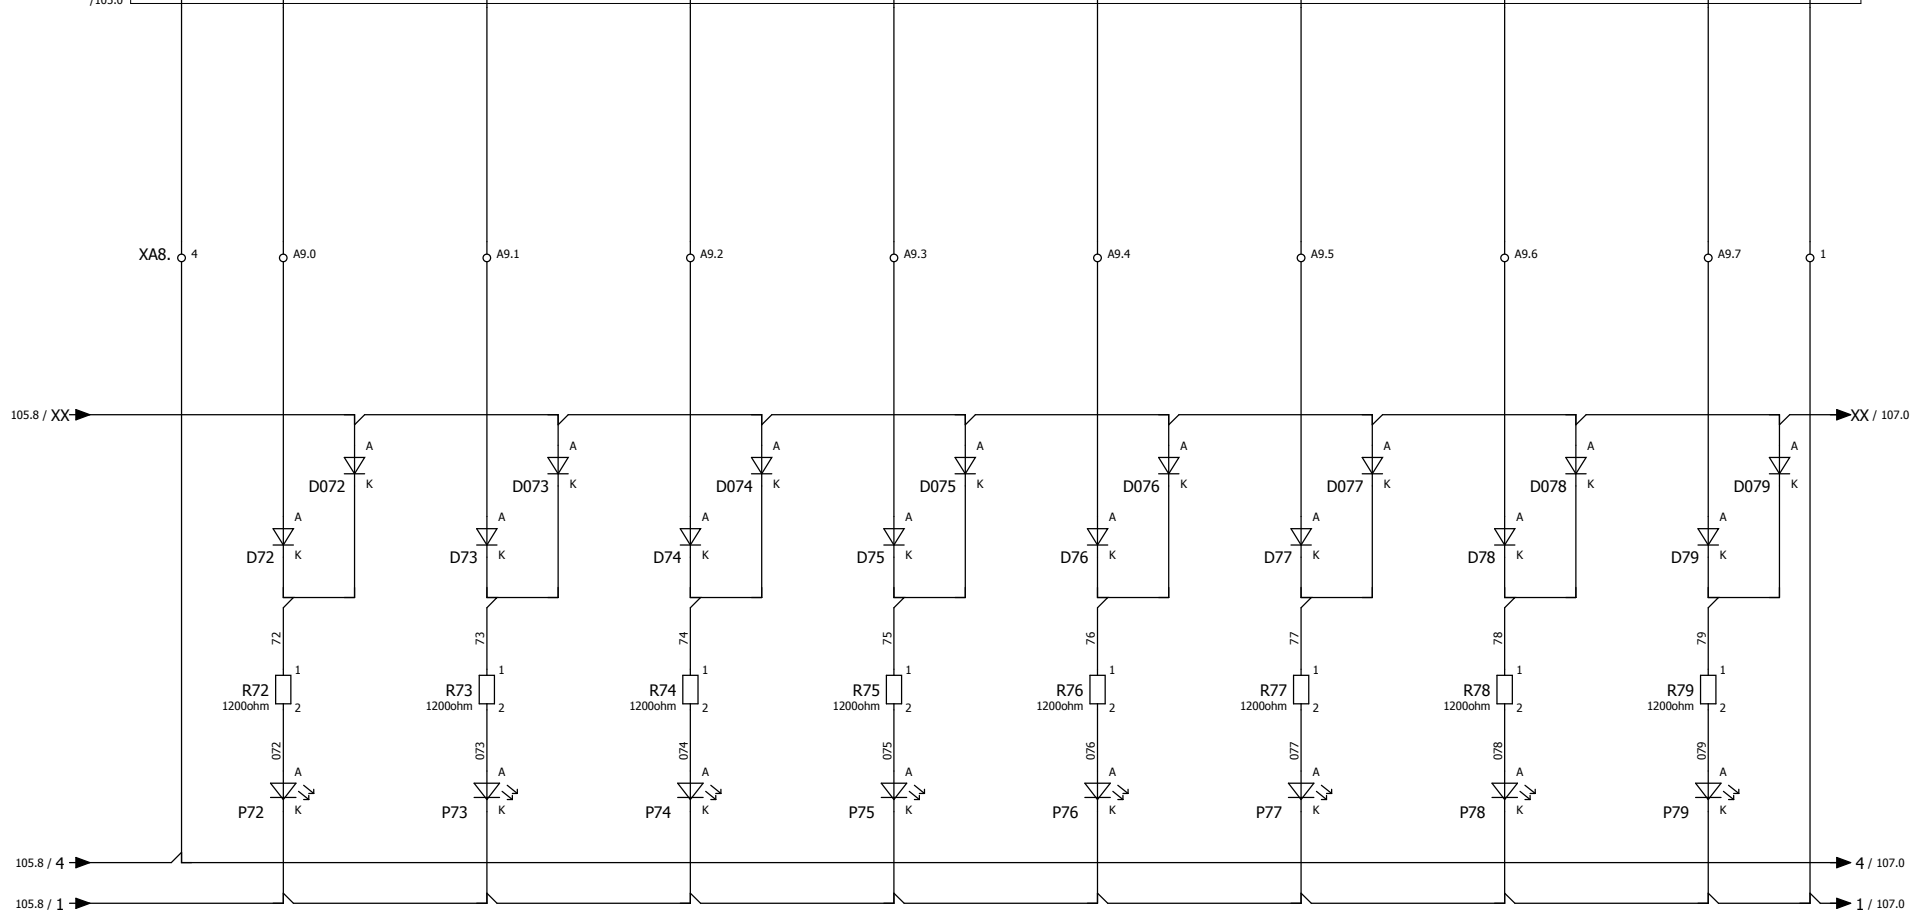 /105.0
XA8. 4 A9.0 A9.1 A9.2 A9.3 A9.4 A9.5 A9.6 A9.7 1
105.8 / XX XX / 107.0
A A A A A A A A
D072 K D073 K D074 K D075 K D076 K D077 K D078 K D079 K
A A A A A A A A
D72 K D73 K D74 K D75 K D76 K D77 K D78 K D79 K
72 73 74 75 76 77 78 79
1 1 1 1 1 1 1 1
R72 R73 R74 R75 R76 R77 R78 R79
1200ohm 2 1200ohm 2 1200ohm 2 1200ohm 2 1200ohm 2 1200ohm 2 1200ohm 2 1200ohm 2
072 073 074 075 076 077 078 079
A A A A A A A A
P72 K P73 K P74 K P75 K P76 K P77 K P78 K P79 K
105.8 / 4 4 / 107.0
105.8 / 1 1 / 107.0